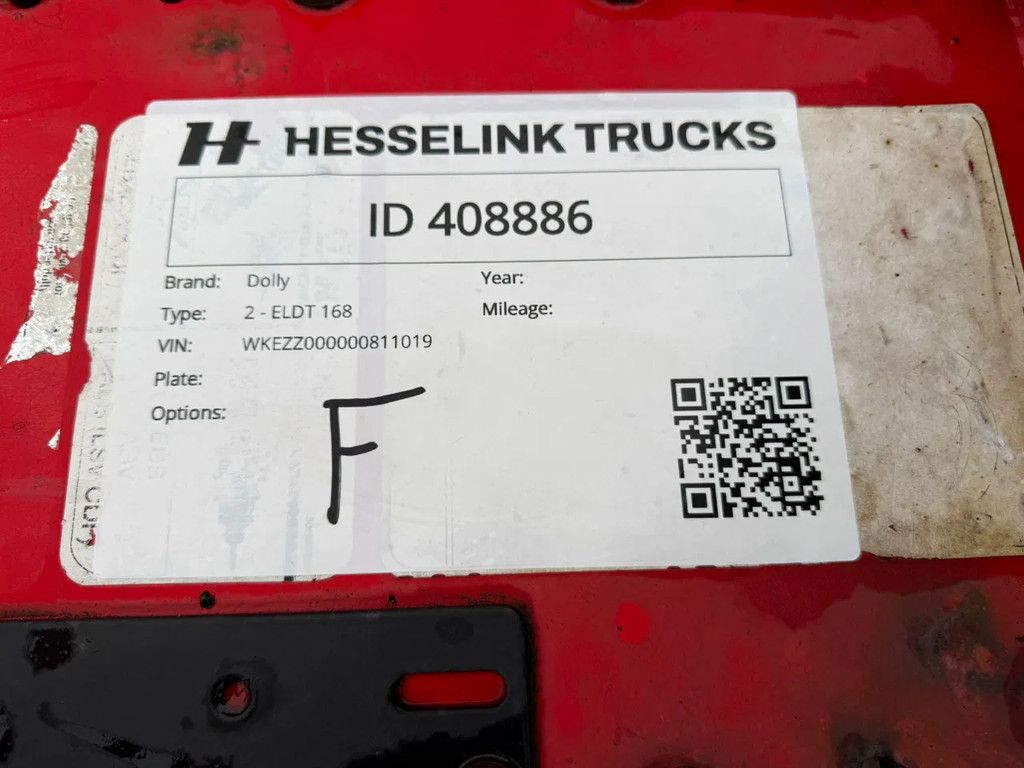 HESSELINK TRUCKS
ID 408886
Brand: Dolly
Year:
Type: 2 - ELDT 168
Mileage:
VIN: WKEZZ000000811019
Plate:
Options:
F